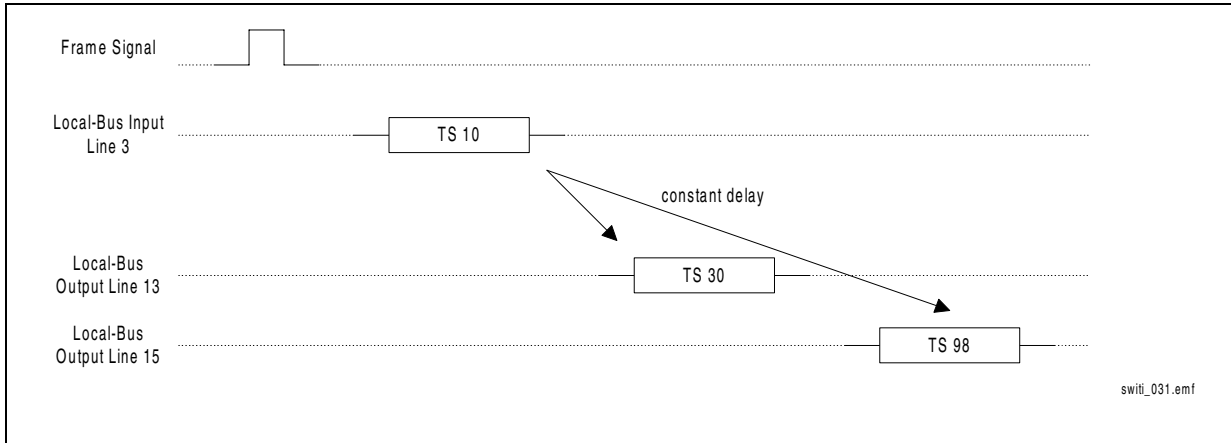 Frame Signal
Local-Bus Input
Line 3
TS 10
constant delay
Local-Bus
Output Line 13
TS 30
Local-Bus
Output Line 15
TS 98
switi_031.emf